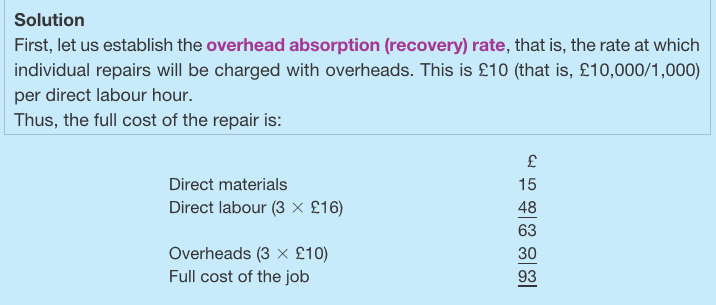 Solution
First, let us establish the overhead absorption (recovery) rate, that is, the rate at which
individual repairs will be charged with overheads. This is £10 (that is, £10,000/1,000)
per direct labour hour.
Thus, the full cost of the repair is:
£
Direct materials 15
Direct labour (3 × £16) 48
63
Overheads (3 × £10) 30
Full cost of the job 93